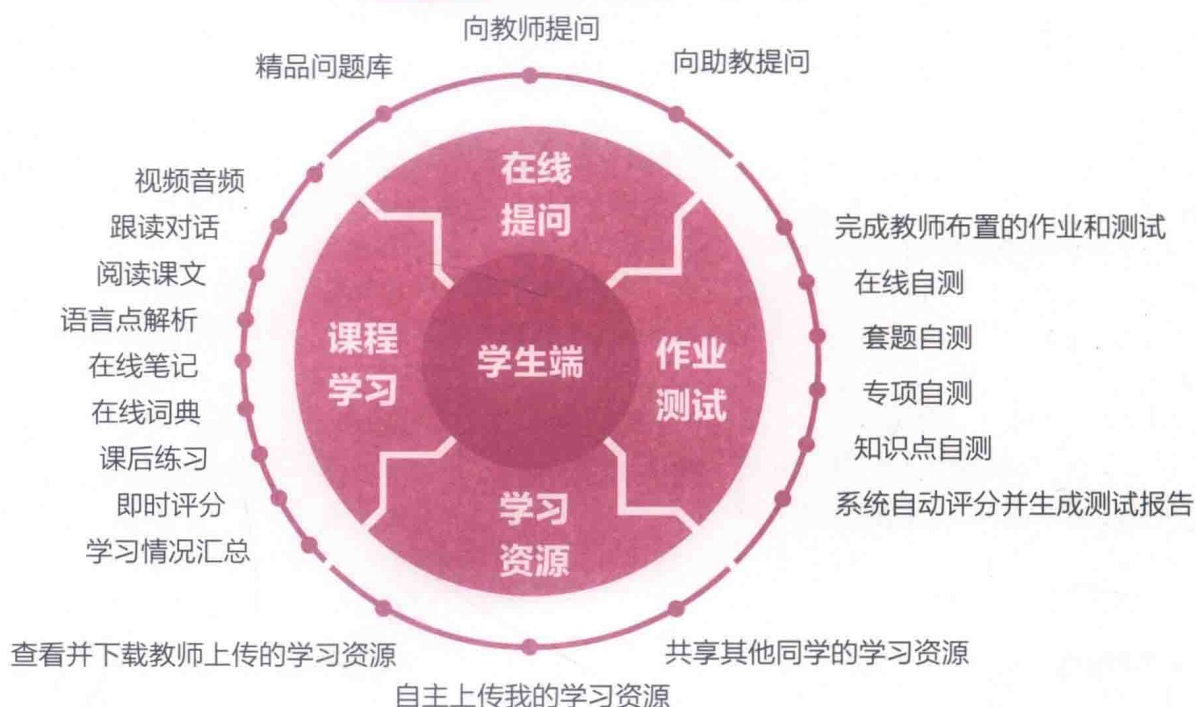 向教师提问
精品问题库
向助教提问
视频音频
跟读对话
阅读课文
语言点解析
在线笔记
在线词典
课后练习
即时评分
学习情况汇总
在线
提问
课程
学习
学生端
作业
测试
学习
资源
完成教师布置的作业和测试
在线自测
套题自测
专项自测
知识点自测
系统自动评分并生成测试报告
查看并下载教师上传的学习资源
自主上传我的学习资源
共享其他同学的学习资源